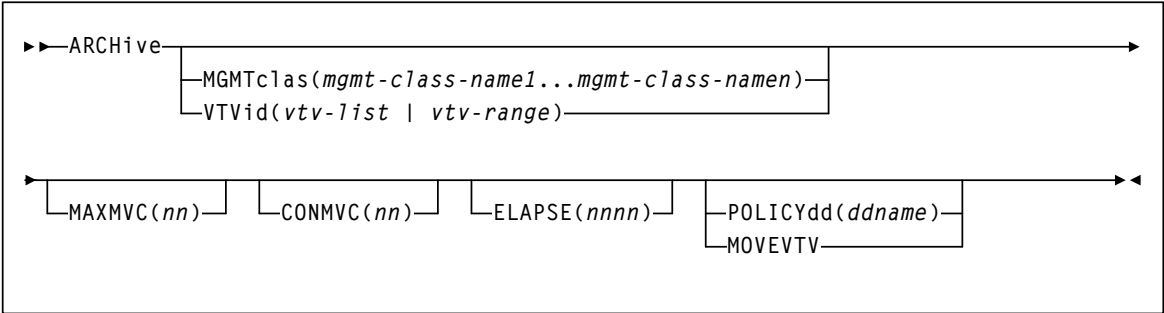 ARCHive
MGMTclas(mgmt-class-name1...mgmt-class-namen)
VTVid(vtv-list | vtv-range)
MAXMVC(nn) CONMVC(nn) ELAPSE(nnnn) POLICYdd(ddname)
MOVEVTV